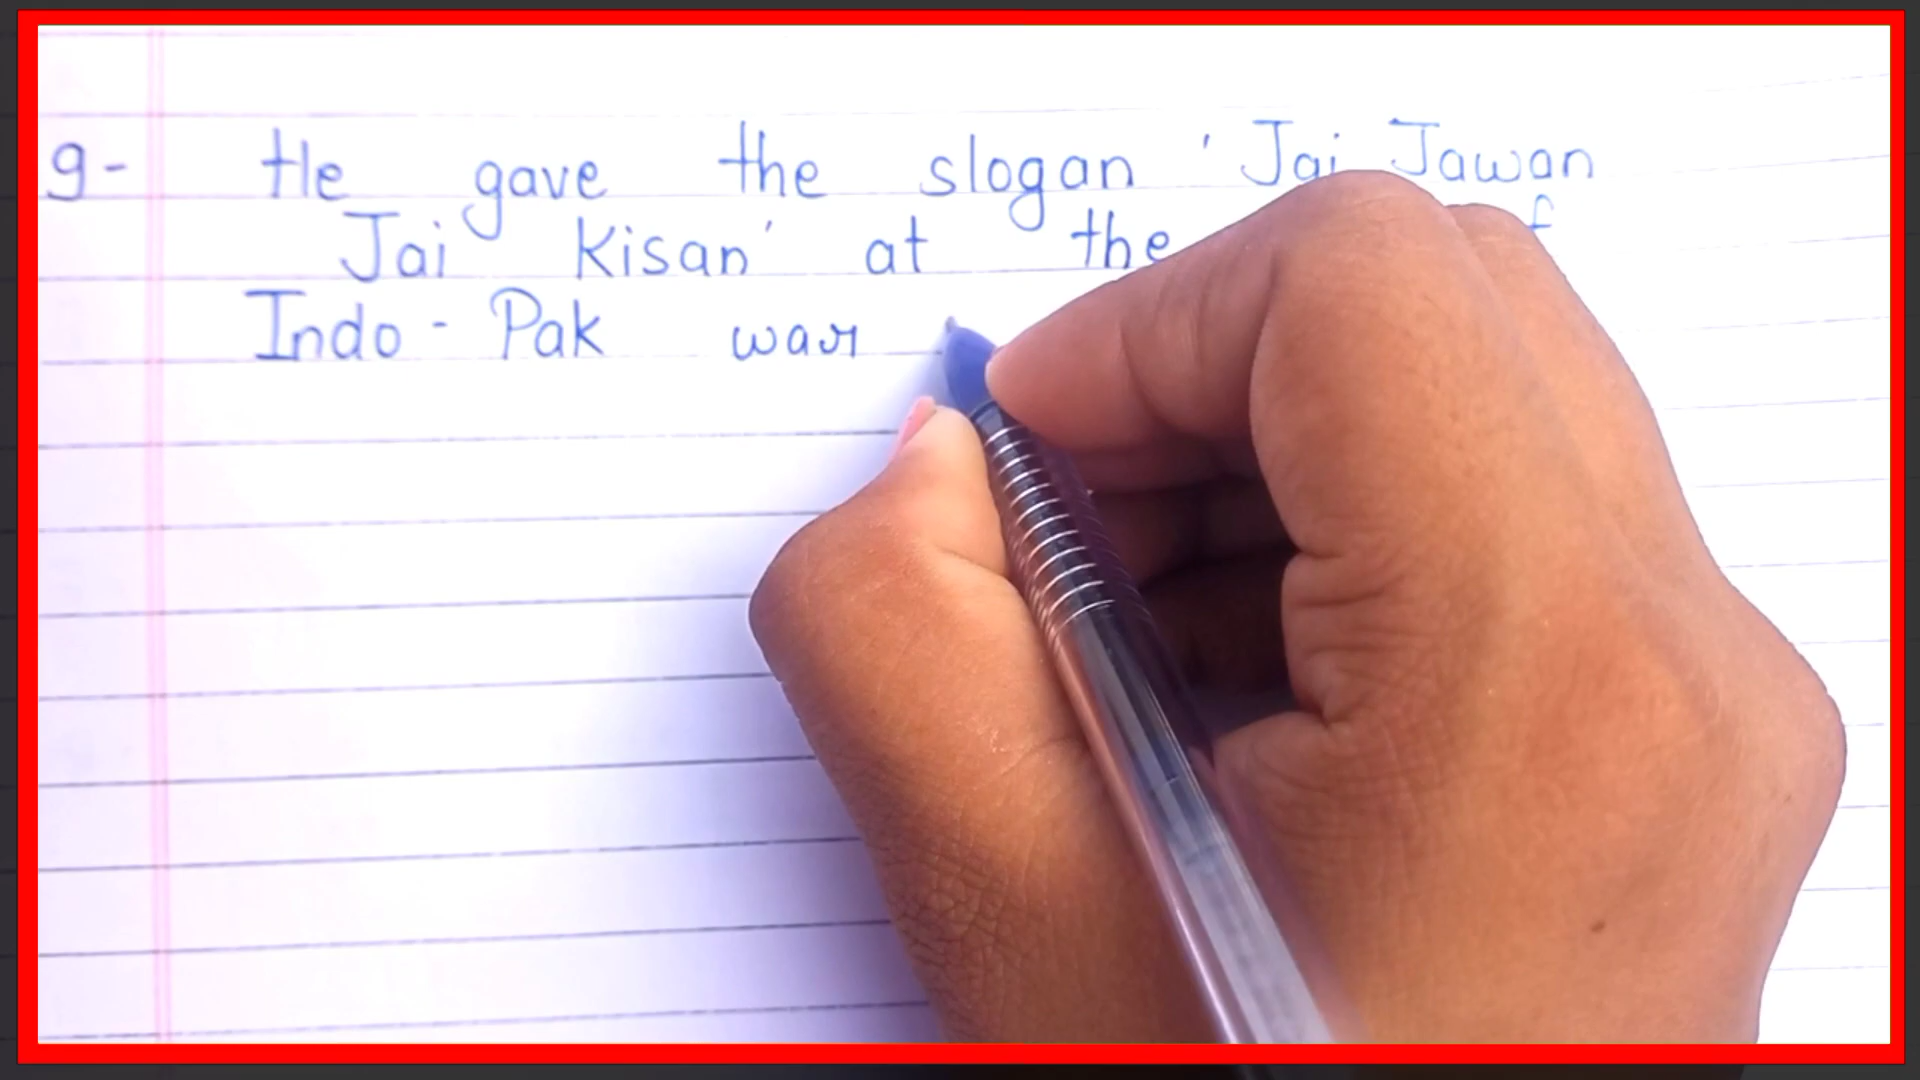 9- He gave the slogan 'Jai Jawan
Jai Kisan' at the
Indo - Pak war